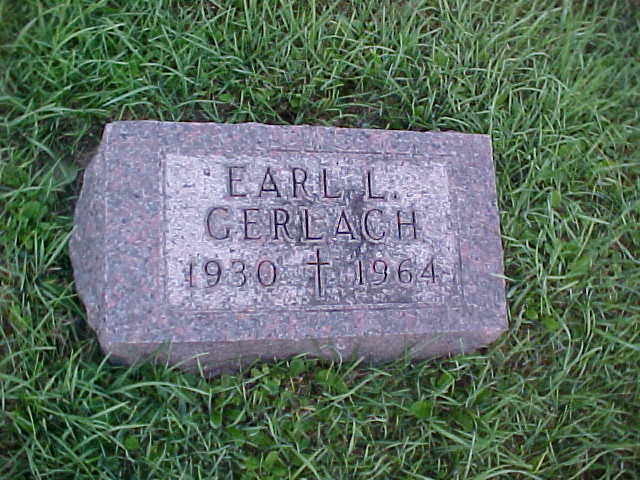 EARL L.
GERLACH
1930 ✝ 1964